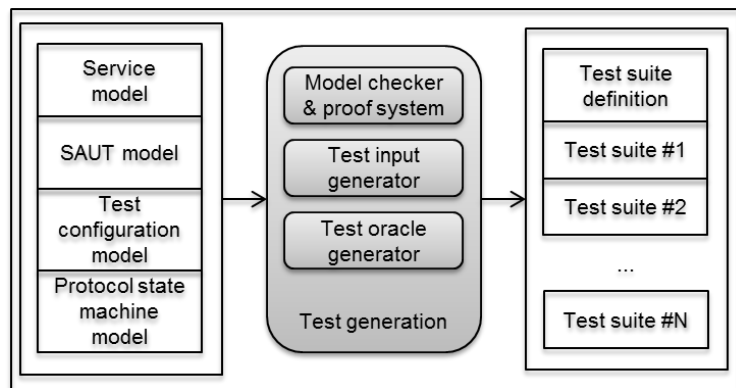 Service
model
SAUT model
Test
configuration
model
Protocol state
machine
model
Model checker
& proof system
Test input
generator
Test oracle
generator
Test generation
Test suite
definition
Test suite #1
Test suite #2
...
Test suite #N